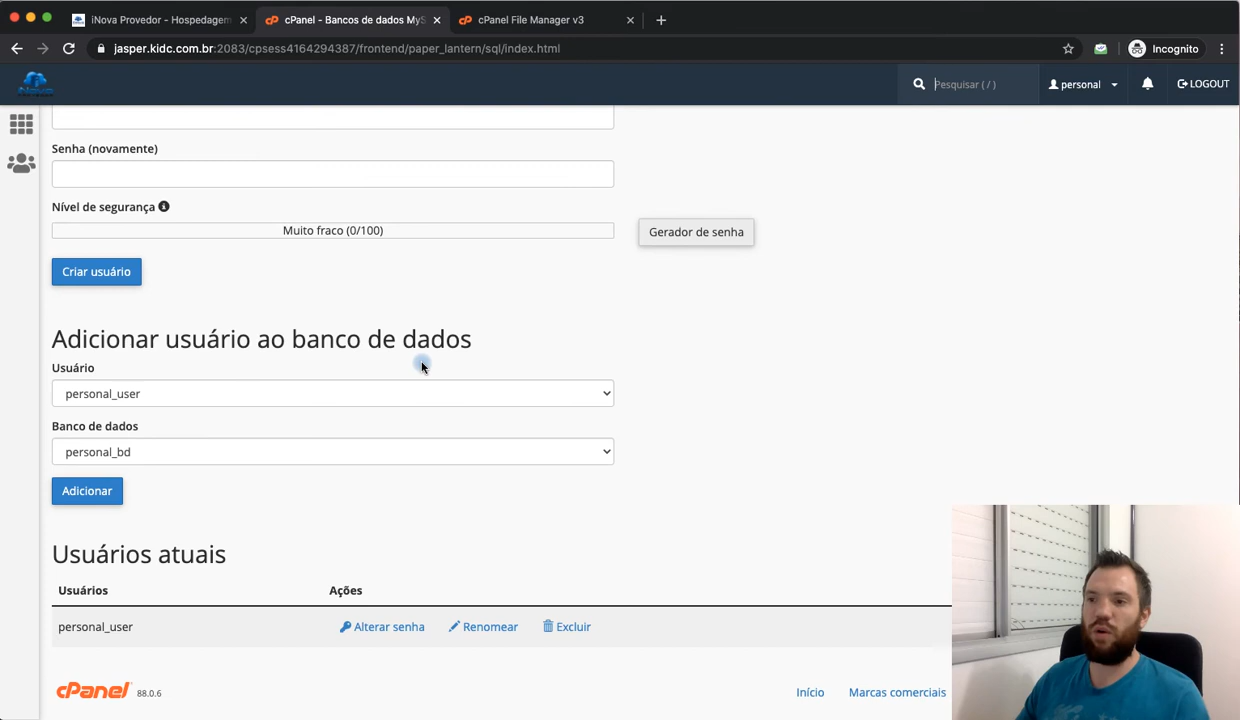 iNova Provedor - Hospedagem
cPanel - Bancos de dados MyS
cPanel File Manager v3
jasper.kidc.com.br:2083/cpsess4164294387/frontend/paper_lantern/sql/index.html
Incognito
Pesquisar ( / )
personal
LOGOUT
Senha (novamente)
Nível de segurança
Muito fraco (0/100)
Gerador de senha
Criar usuário
Adicionar usuário ao banco de dados
Usuário
personal_user
Banco de dados
personal_bd
Adicionar
Usuários atuais
Usuários Ações
personal_user Alterar senha Renomear Excluir
cPanel 88.0.6 Início Marcas comerciais